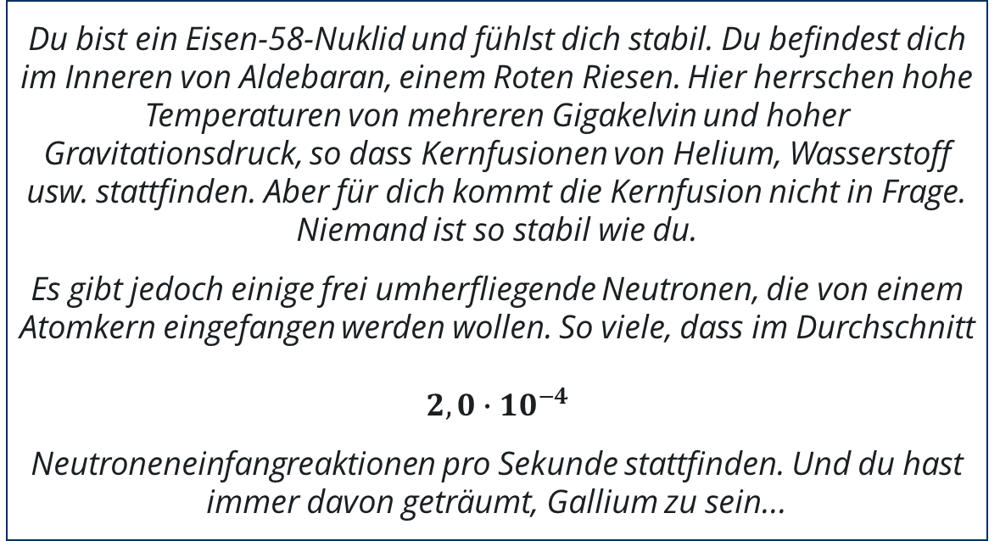 Du bist ein Eisen-58-Nuklid und fühlst dich stabil. Du befindest dich
im Inneren von Aldebaran, einem Roten Riesen. Hier herrschen hohe
Temperaturen von mehreren Gigakelvin und hoher
Gravitationsdruck, so dass Kernfusionen von Helium, Wasserstoff
usw. stattfinden. Aber für dich kommt die Kernfusion nicht in Frage.
Niemand ist so stabil wie du.
Es gibt jedoch einige frei umherfliegende Neutronen, die von einem
Atomkern eingefangen werden wollen. So viele, dass im Durchschnitt
2,0 · 10⁻⁴
Neutroneneinfangreaktionen pro Sekunde stattfinden. Und du hast
immer davon geträumt, Gallium zu sein...